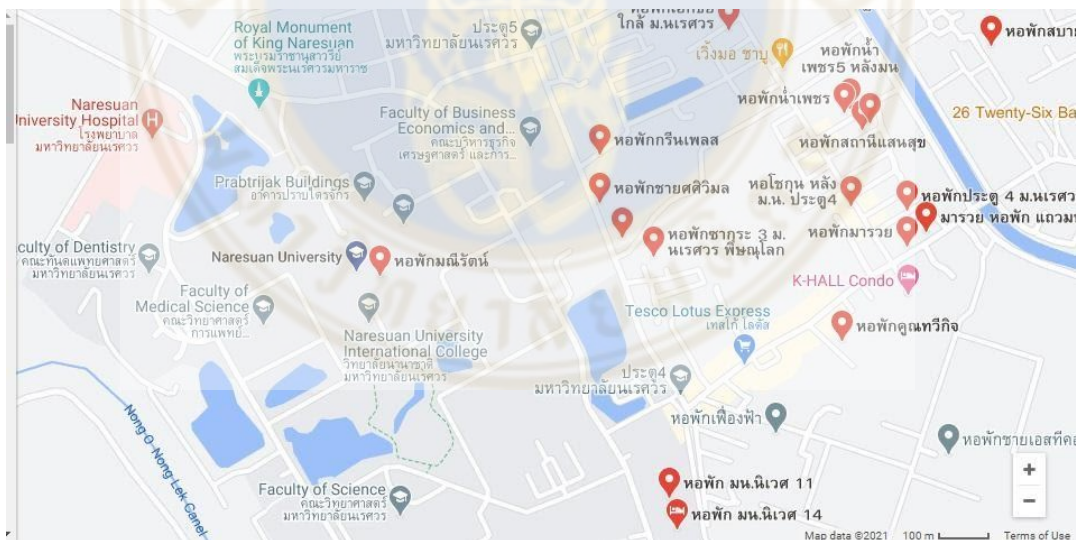 หอพักสบาย
ใกล้ ม.นเรศวร
Royal Monument
of King Naresuan
พระบรมราชานุสาวรีย์
สมเด็จพระนเรศวรมหาราช
ประตู5
มหาวิทยาลัยนเรศวร
เวิ้งมอ ชาบู
หอพักน้ำ
เพชร5 หลังมน
หอพักน้ำเพชร
26 Twenty-Six Ba
Naresuan
University Hospital
โรงพยาบาล
มหาวิทยาลัยนเรศวร
Faculty of Business
Economics and...
คณะบริหารธุรกิจ
เศรษฐศาสตร์ และการ...
หอพักกรีนเพลส
หอพักสถานีแสนสุข
Prabtrijak Buildings
อาคารปราบไตรจักร
หอพักชายศศิวิมล
หอโชกุน หลัง
ม.น. ประตู4
หอพักประตู 4 ม.นเรศว
มารวย หอพัก แถวม
หอพักมารวย
หอพักซากุระ 3 ม.
นเรศวร พิษณุโลก
culty of Dentistry
คณะทันตแพทยศาสตร์
มหาวิทยาลัยนเรศวร
Naresuan University
หอพักมณีรัตน์
K-HALL Condo
Faculty of
Medical Science
คณะวิทยาศาสตร์
การแพทย์...
Tesco Lotus Express
เทสโก้ โลตัส
หอพักคูณทวีกิจ
Naresuan University
International College
วิทยาลัยนานาชาติ
มหาวิทยาลัยนเรศวร
ประตู4
มหาวิทยาลัยนเรศวร
หอพักเฟื่องฟ้า
หอพักชายเอสทีคอ
Nong O-Nong Lek Canel
Faculty of Science
คณะวิทยาศาสตร์
มหาวิทยาลัยนเรศวร
หอพัก มน.นิเวศ 11
หอพัก มน.นิเวศ 14
+
−
Map data ©2021
100 m
Terms of Use